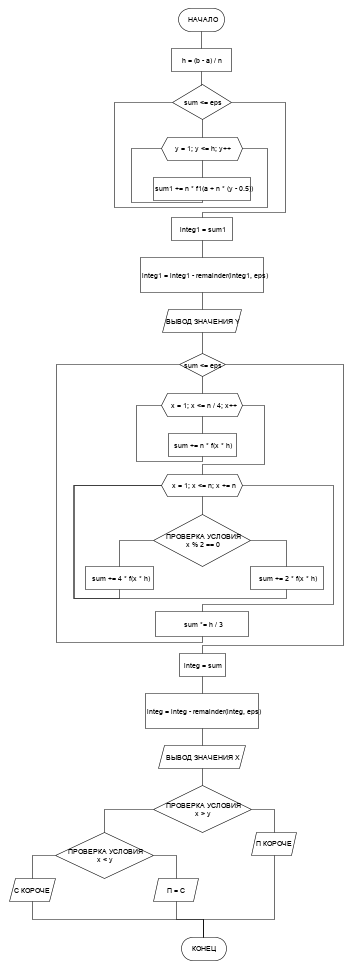 НАЧАЛО
h = (b - a) / n
sum <= eps
y = 1; y <= h; y++
sum1 += n * f1(a + n * (y - 0.5))
integ1 = sum1
integ1 = integ1 - remainder(integ1, eps)
ВЫВОД ЗНАЧЕНИЯ Y
sum <= eps
x = 1; x <= n / 4; x++
sum += n * f(x * h)
x = 1; x <= n; x += n
ПРОВЕРКА УСЛОВИЯ
x % 2 == 0
sum += 4 * f(x * h)
sum += 2 * f(x * h)
sum *= h / 3
integ = sum
integ = integ - remainder(integ, eps)
ВЫВОД ЗНАЧЕНИЯ X
ПРОВЕРКА УСЛОВИЯ
x > y
П КОРОЧЕ
ПРОВЕРКА УСЛОВИЯ
x < y
С КОРОЧЕ
П = С
КОНЕЦ